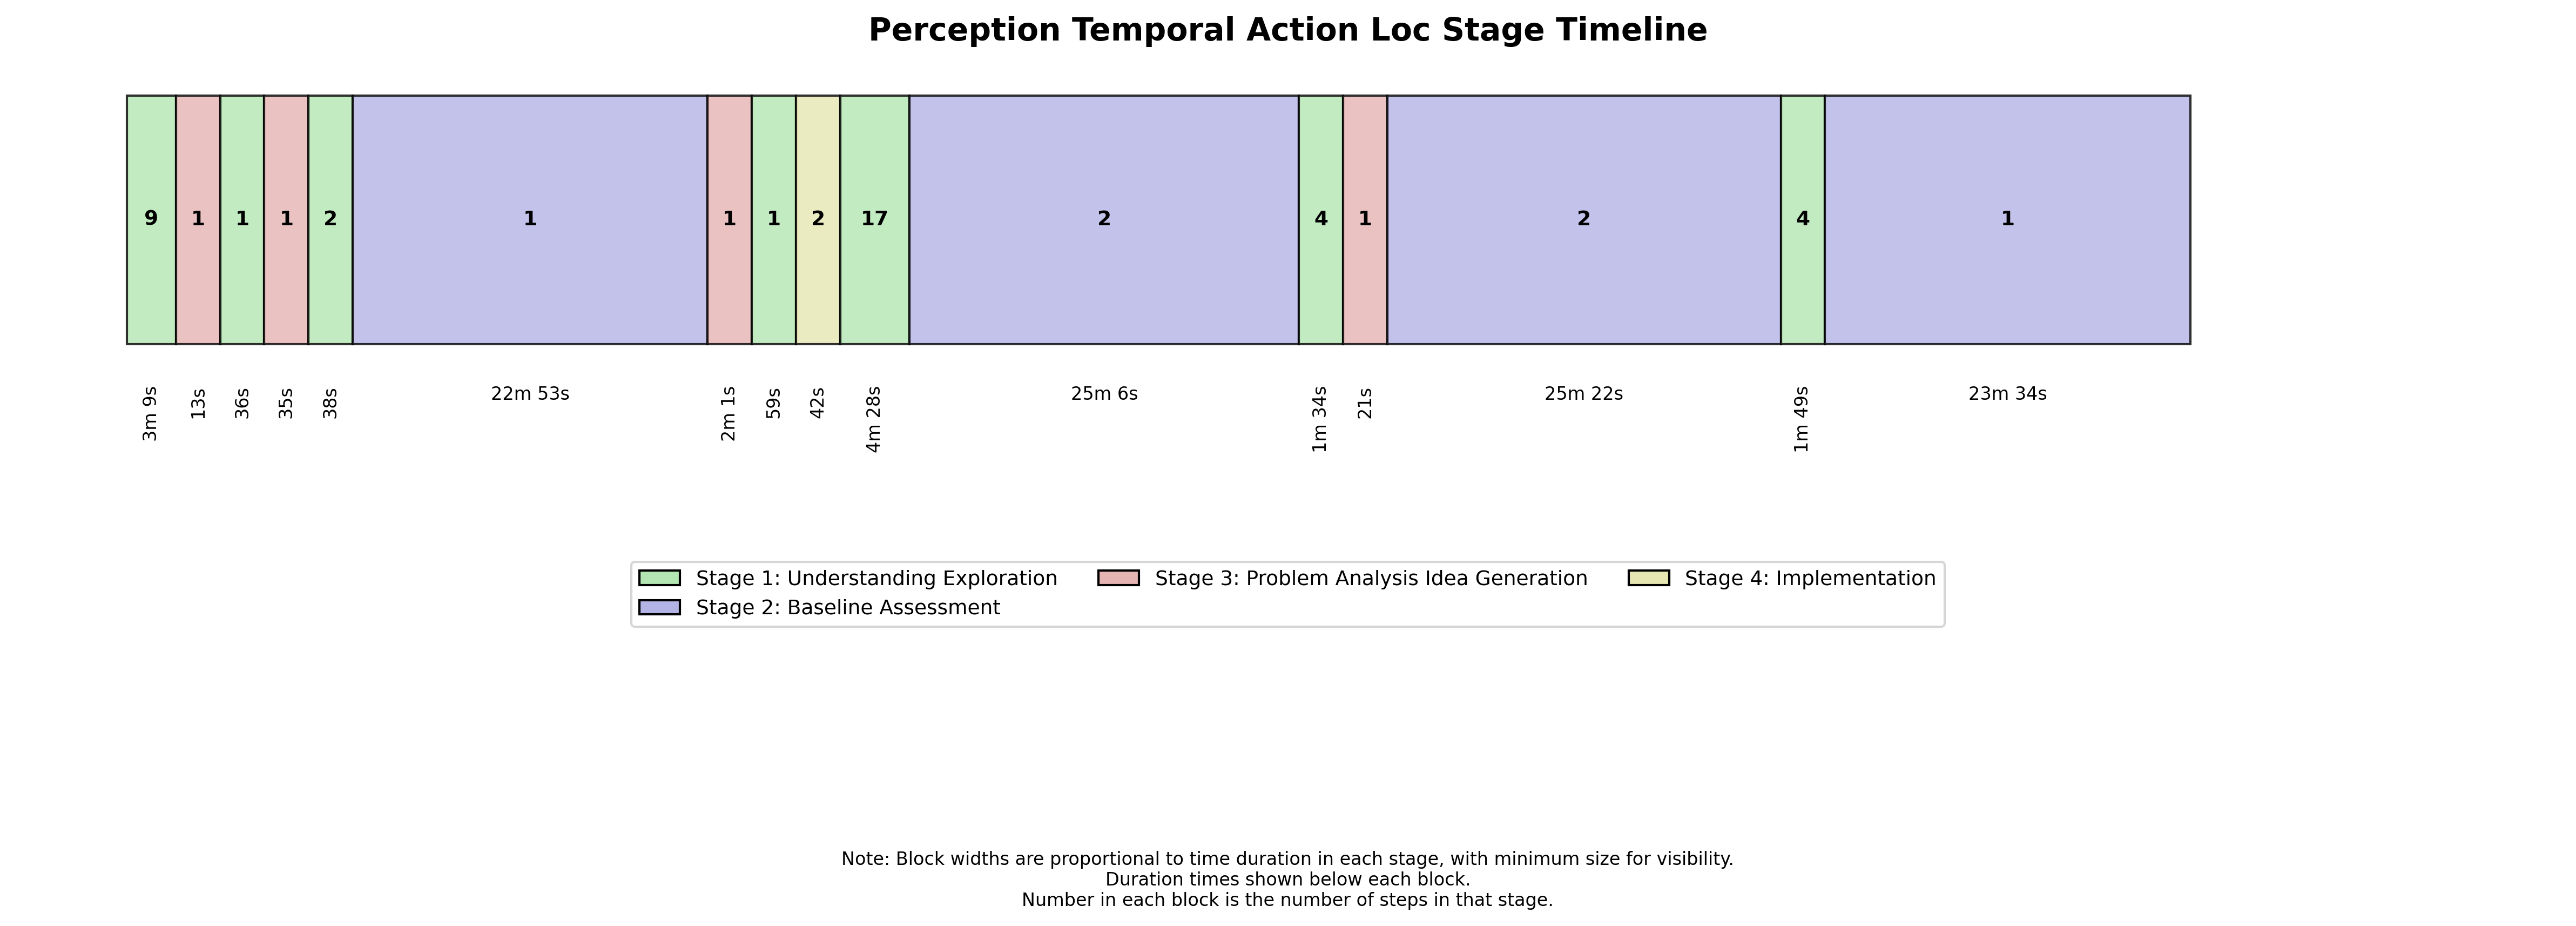 Perception Temporal Action Loc Stage Timeline
9 1 1 1 2 1 1 1 2 17 2 4 1 2 4 1
3m 9s 13s 36s 35s 38s 22m 53s 2m 1s 59s 42s 4m 28s 25m 6s 1m 34s 21s 25m 22s 1m 49s 23m 34s
Stage 1: Understanding Exploration Stage 3: Problem Analysis Idea Generation Stage 4: Implementation
Stage 2: Baseline Assessment
Note: Block widths are proportional to time duration in each stage, with minimum size for visibility.
Duration times shown below each block.
Number in each block is the number of steps in that stage.